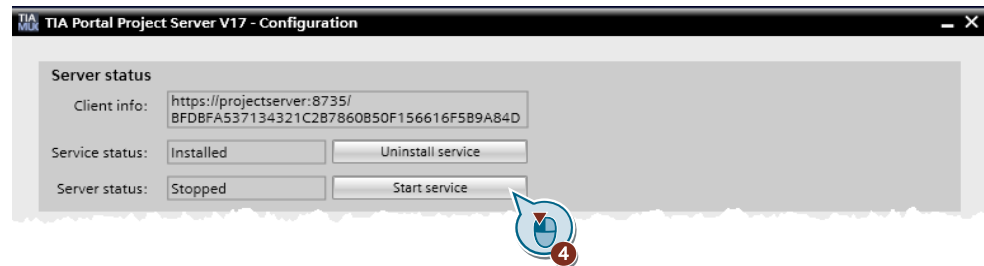 TIA MUX TIA Portal Project Server V17 - Configuration
Server status
Client info: https://projectserver:8735/
BFDBFA537134321C2B7860B50F156616F5B9A84D
Service status: Installed Uninstall service
Server status: Stopped Start service
4